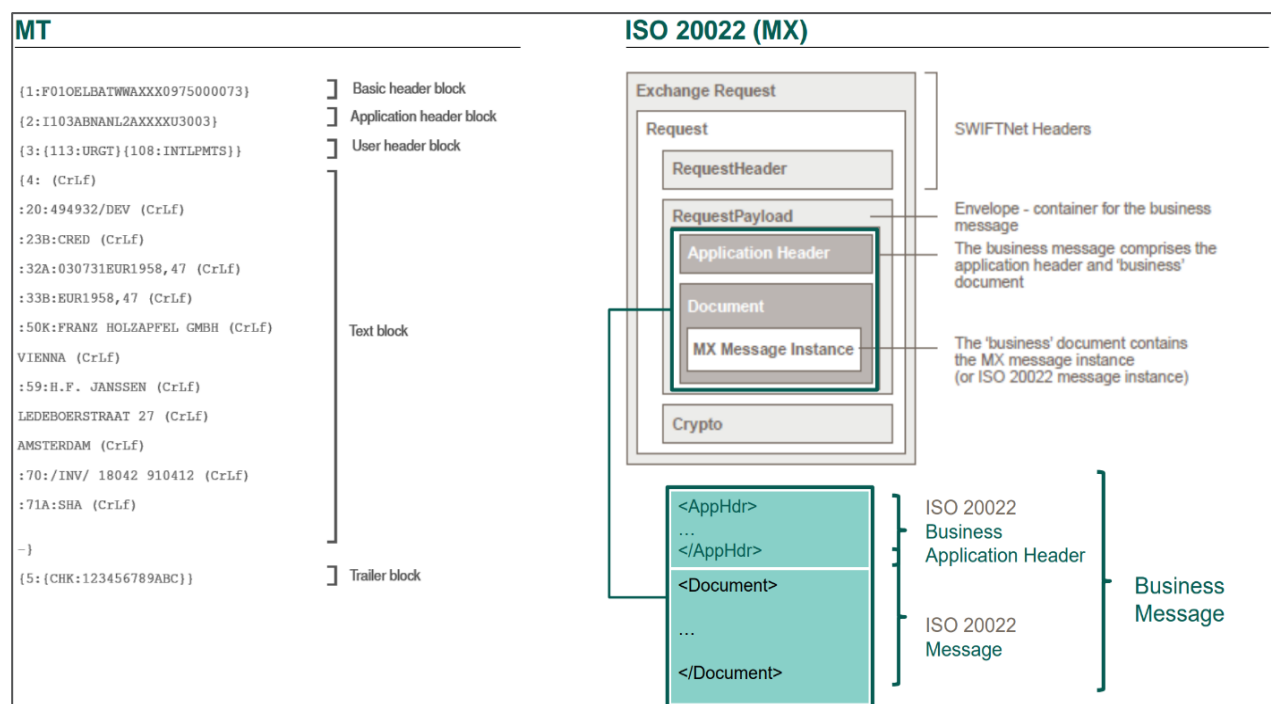 MT
{1:F01OELBATWWAXXX0975000073}
Basic header block
{2:I103ABNANL2AXXXXU3003}
Application header block
{3:{113:URGT}{108:INTLPMTS}}
User header block
{4: (CrLf)
:20:494932/DEV (CrLf)
:23B:CRED (CrLf)
:32A:030731EUR1958,47 (CrLf)
:33B:EUR1958,47 (CrLf)
:50K:FRANZ HOLZAPFEL GMBH (CrLf)
Text block
VIENNA (CrLf)
:59:H.F. JANSSEN (CrLf)
LEDEBOERSTRAAT 27 (CrLf)
AMSTERDAM (CrLf)
:70:/INV/ 18042 910412 (CrLf)
:71A:SHA (CrLf)
–}
{5:{CHK:123456789ABC}}
Trailer block
ISO 20022 (MX)
Exchange Request
Request
SWIFTNet Headers
RequestHeader
RequestPayload
Envelope - container for the business
message
Application Header
The business message comprises the
application header and ‘business’
document
Document
MX Message Instance
The ‘business’ document contains
the MX message instance
(or ISO 20022 message instance)
Crypto
<AppHdr>
...
</AppHdr>
ISO 20022
Business
Application Header
<Document>
...
</Document>
ISO 20022
Message
Business
Message